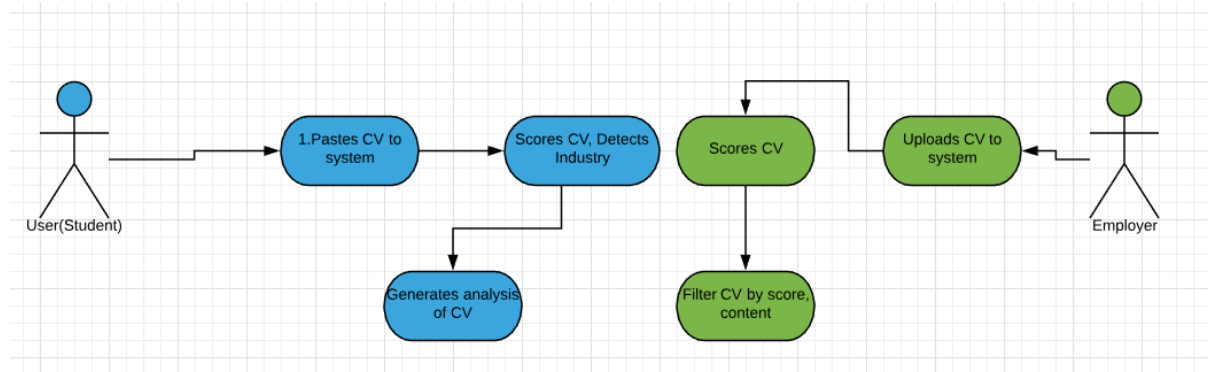 1.Pastes CV to
system
Scores CV, Detects
Industry
Scores CV
Uploads CV to
system
User(Student)
Employer
Generates analysis
of CV
Filter CV by score,
content